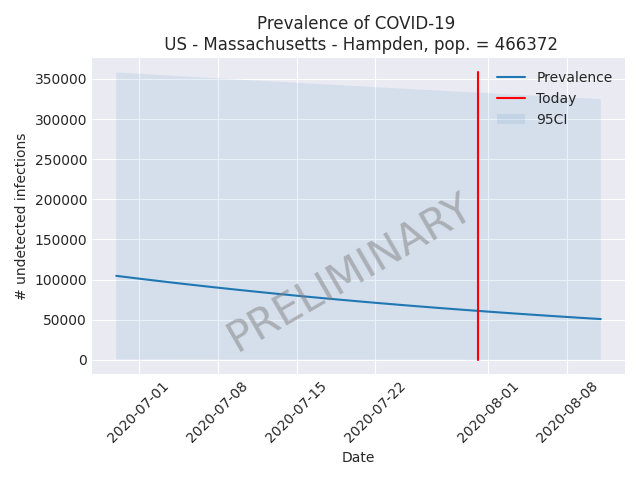 Prevalence of COVID-19
US - Massachusetts - Hampden, pop. = 466372
Prevalence
Today
95CI
# undetected infections
350000
300000
250000
200000
150000
100000
50000
0
PRELIMINARY
2020-07-01
2020-07-08
2020-07-15
2020-07-22
2020-08-01
2020-08-08
Date